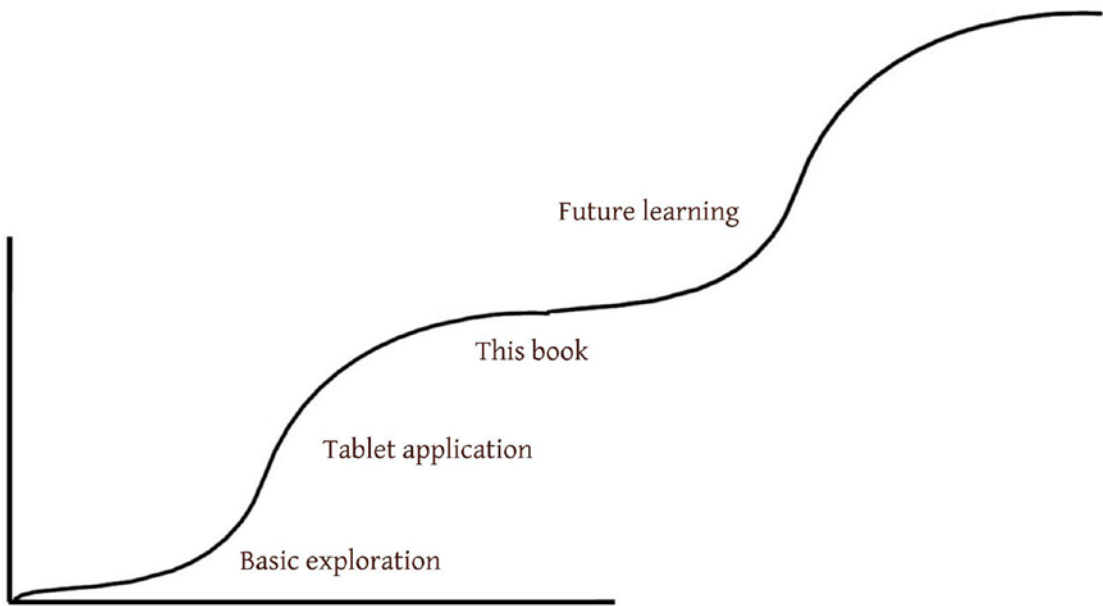 Future learning
This book
Tablet application
Basic exploration